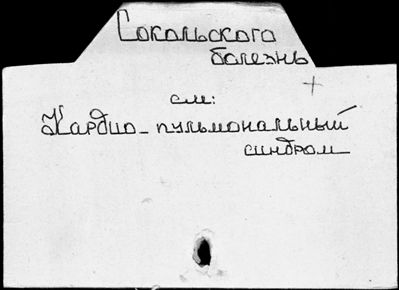 Сокольского
болезнь
+
см:
Кардио-пульмональный
синдром